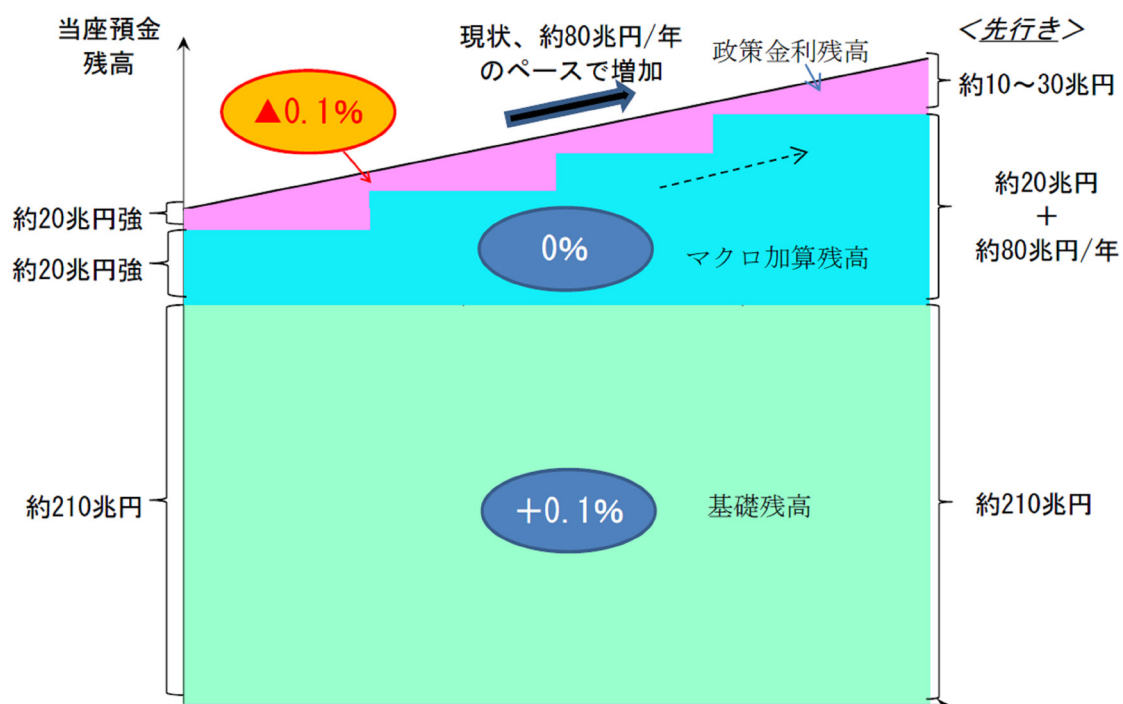 当座預金
残高
現状、約80兆円/年
のペースで増加
政策金利残高
＜先行き＞
▲0.1%
約10～30兆円
約20兆円強
約20兆円強
0%
マクロ加算残高
約20兆円
＋
約80兆円/年
約210兆円
+0.1%
基礎残高
約210兆円